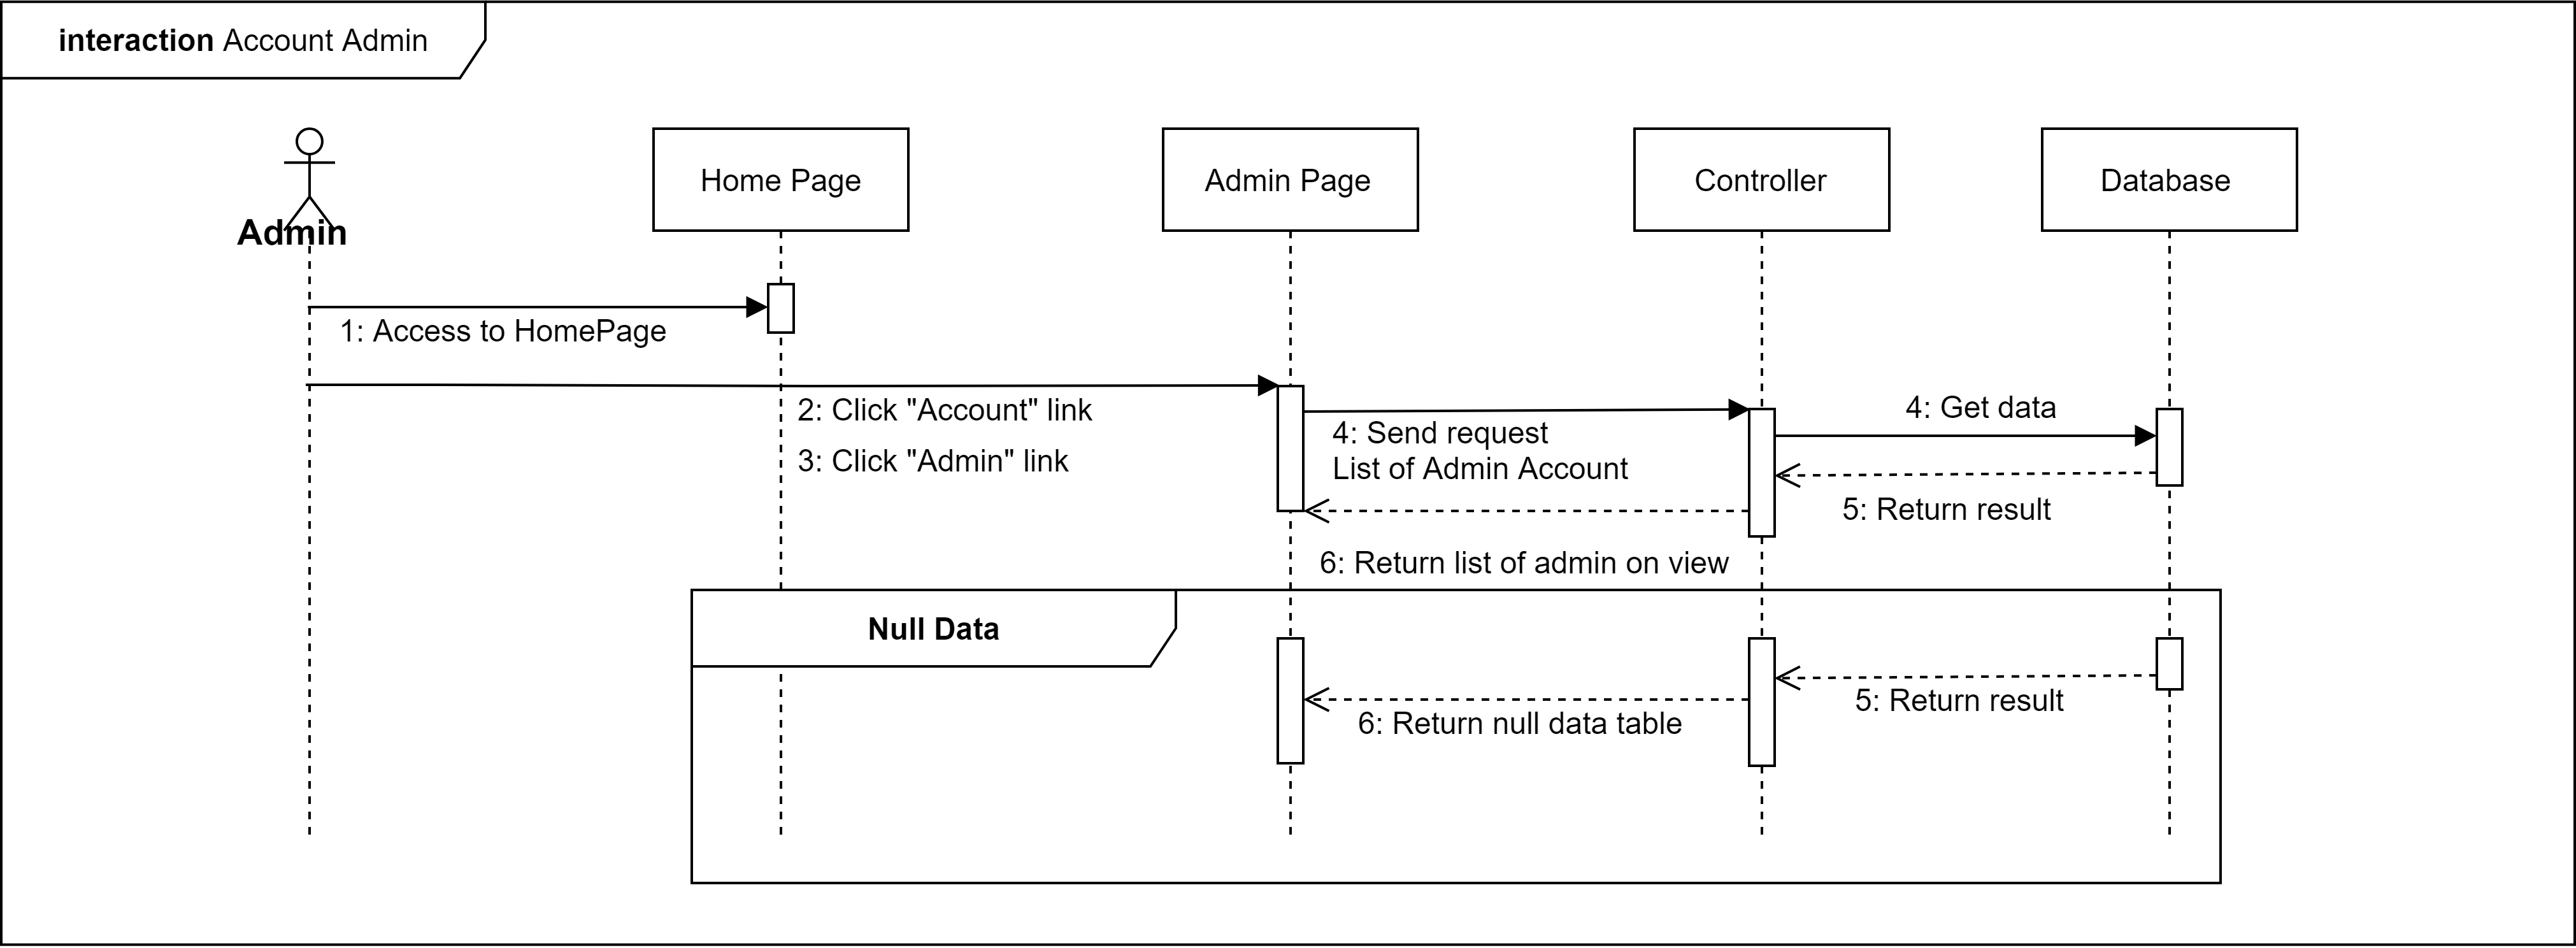 interaction Account Admin
Admin
Home Page
Admin Page
Controller
Database
1: Access to HomePage
2: Click "Account" link
3: Click "Admin" link
4: Send request
List of Admin Account
4: Get data
5: Return result
6: Return list of admin on view
Null Data
5: Return result
6: Return null data table